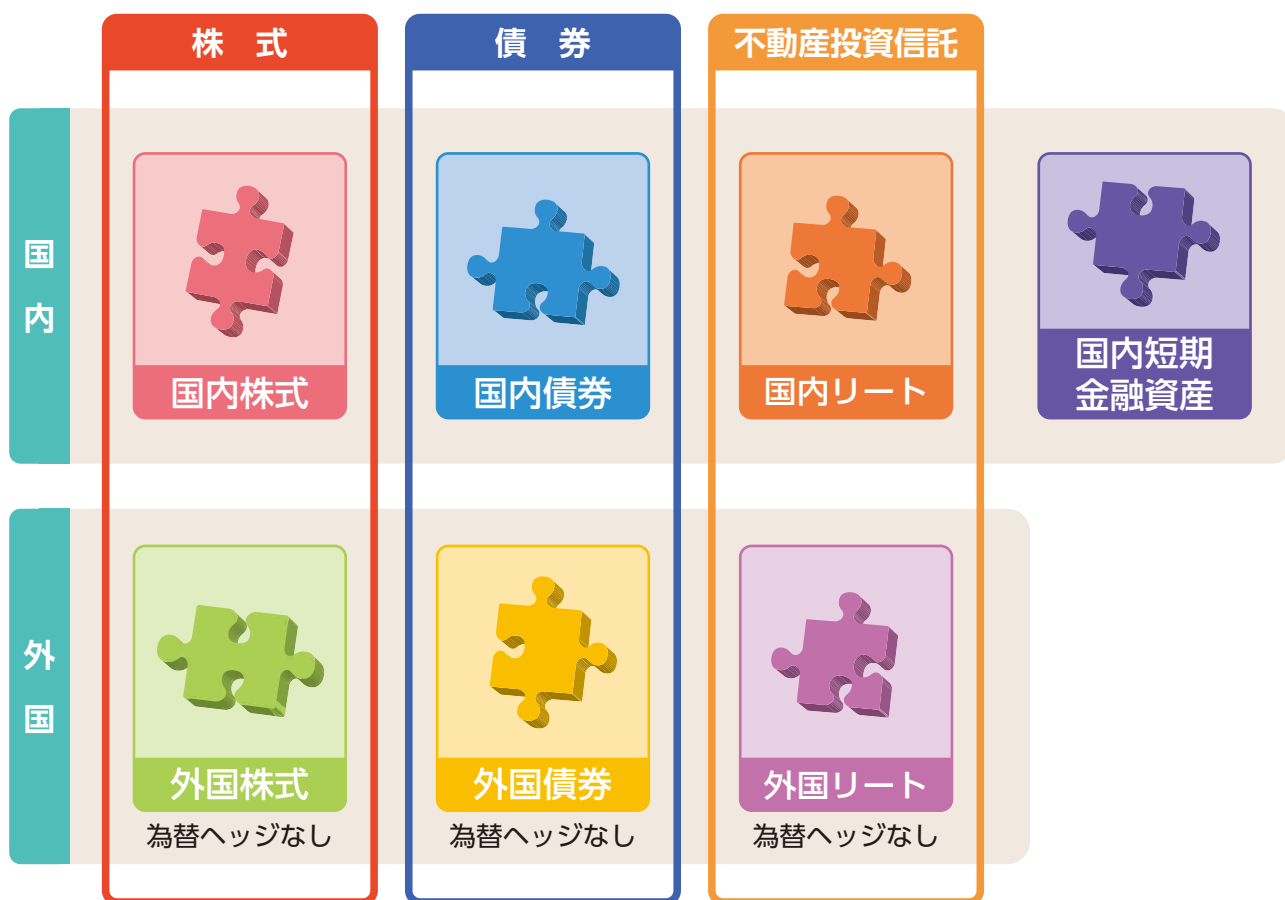 株 式
債 券
不動産投資信託
国内
国内株式
国内債券
国内リート
国内短期
金融資産
外国
外国株式
為替ヘッジなし
外国債券
為替ヘッジなし
外国リート
為替ヘッジなし